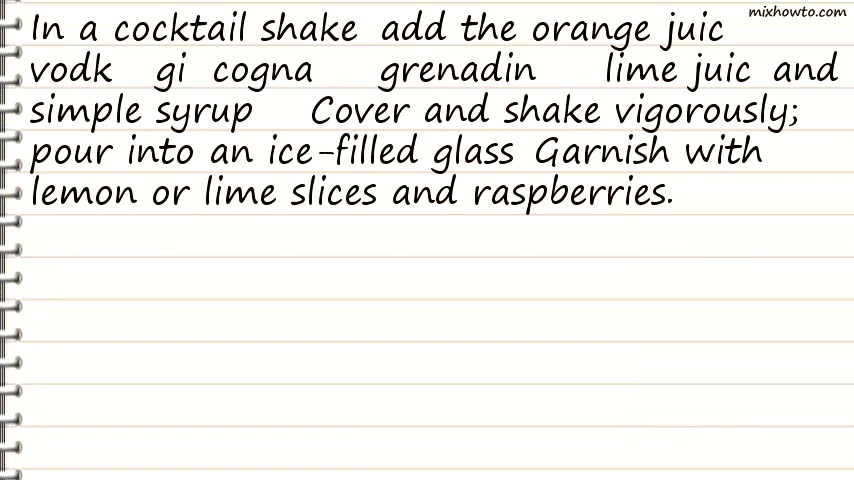 mixhowto.com
In a cocktail shake add the orange juic
vodk gi cogna grenadin lime juic and
simple syrup Cover and shake vigorously;
pour into an ice-filled glass Garnish with
lemon or lime slices and raspberries.